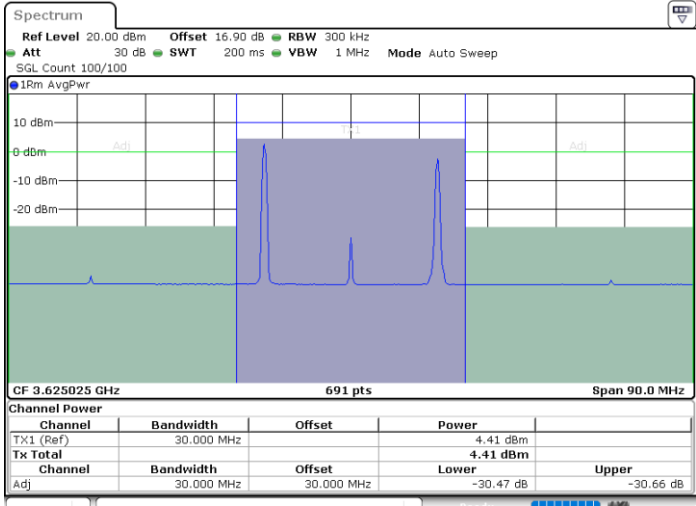 Spectrum
Ref Level 20.00 dBm Offset 16.90 dB RBW 300 kHz
Att 30 dB SWT 200 ms VBW 1 MHz Mode Auto Sweep
SGL Count 100/100
1Rm AvgPwr
10 dBm
TX1
Adj
0 dBm
Adj
-10 dBm
-20 dBm
CF 3.625025 GHz 691 pts Span 90.0 MHz
Channel Power
Channel Bandwidth Offset Power
TX1 (Ref) 30.000 MHz 4.41 dBm
Tx Total 4.41 dBm
Channel Bandwidth Offset Lower Upper
Adj 30.000 MHz 30.000 MHz -30.47 dB -30.66 dB